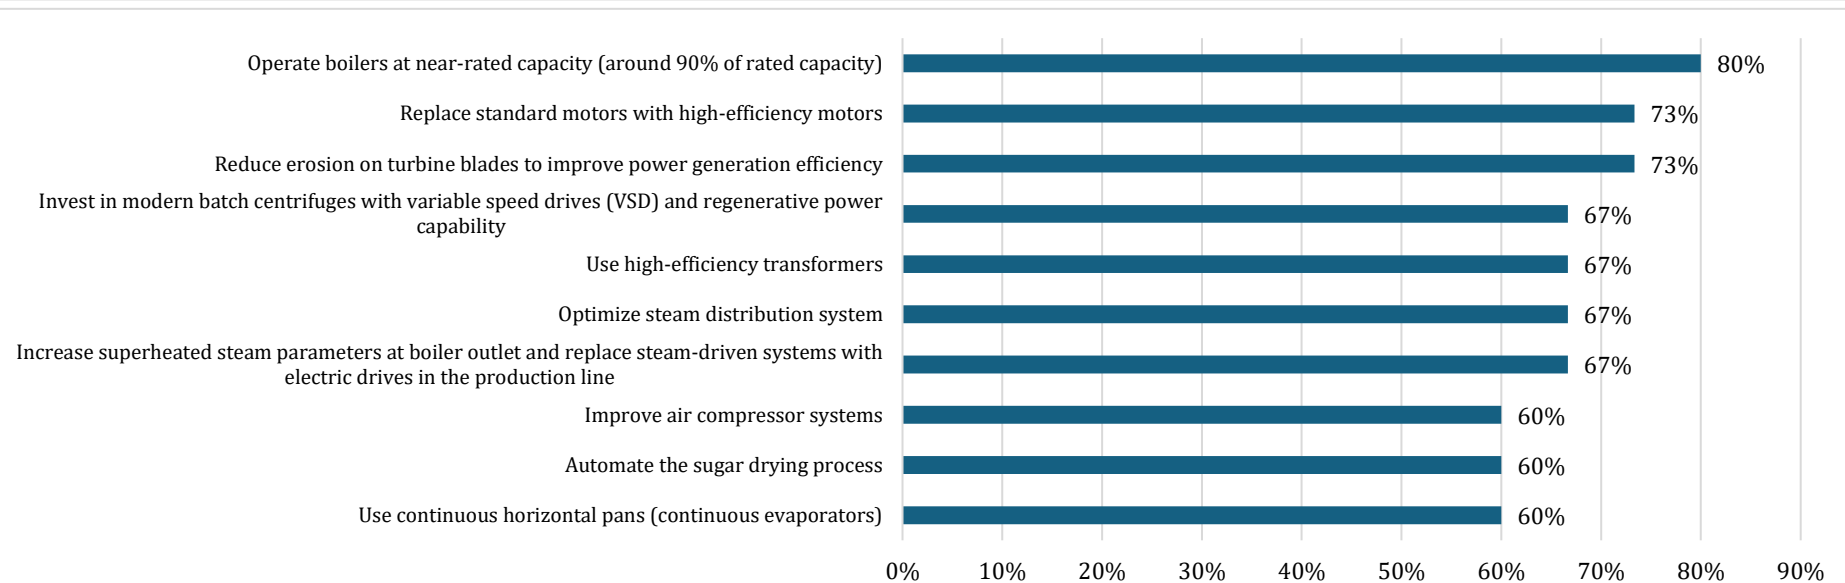 Operate boilers at near-rated capacity (around 90% of rated capacity) 80%
Replace standard motors with high-efficiency motors 73%
Reduce erosion on turbine blades to improve power generation efficiency 73%
Invest in modern batch centrifuges with variable speed drives (VSD) and regenerative power
capability 67%
Use high-efficiency transformers 67%
Optimize steam distribution system 67%
Increase superheated steam parameters at boiler outlet and replace steam-driven systems with
electric drives in the production line 67%
Improve air compressor systems 60%
Automate the sugar drying process 60%
Use continuous horizontal pans (continuous evaporators) 60%
0% 10% 20% 30% 40% 50% 60% 70% 80% 90%